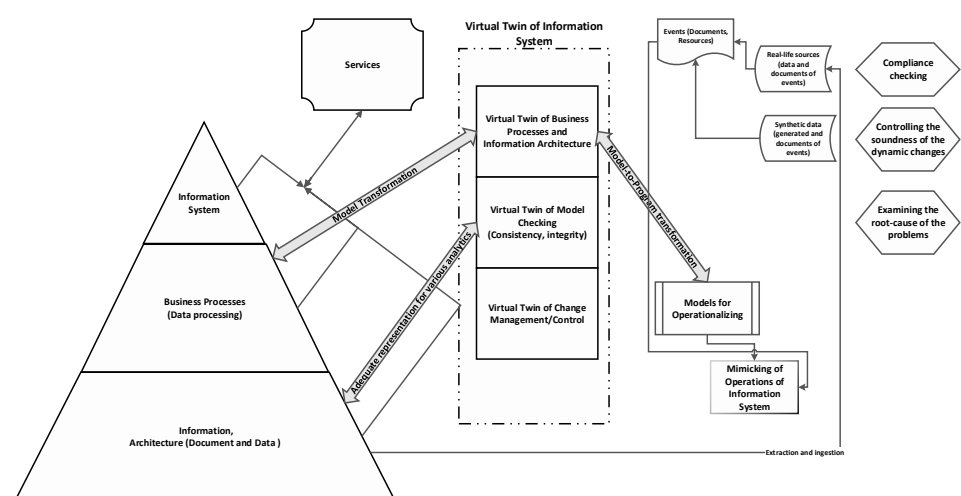 Virtual Twin of Information
System
Services
Events (Documents,
Resources)
Real-life sources
(data and
documents of
events)
Compliance
checking
Virtual Twin of Business
Processes and
Information Architecture
Synthetic data
(generated and
documents of
events)
Controlling the
soundness of the
dynamic changes
Model Transformation
Model-to-Program transformation
Information
System
Virtual Twin of Model
Checking
(Consistency, integrity)
Examining the
root-cause of the
problems
Adequate representation for various analytics
Business Processes
(Data processing)
Virtual Twin of Change
Management/Control
Models for
Operationalizing
Mimicking of
Operations of
Information
System
Information,
Architecture (Document and Data )
Extraction and ingestion